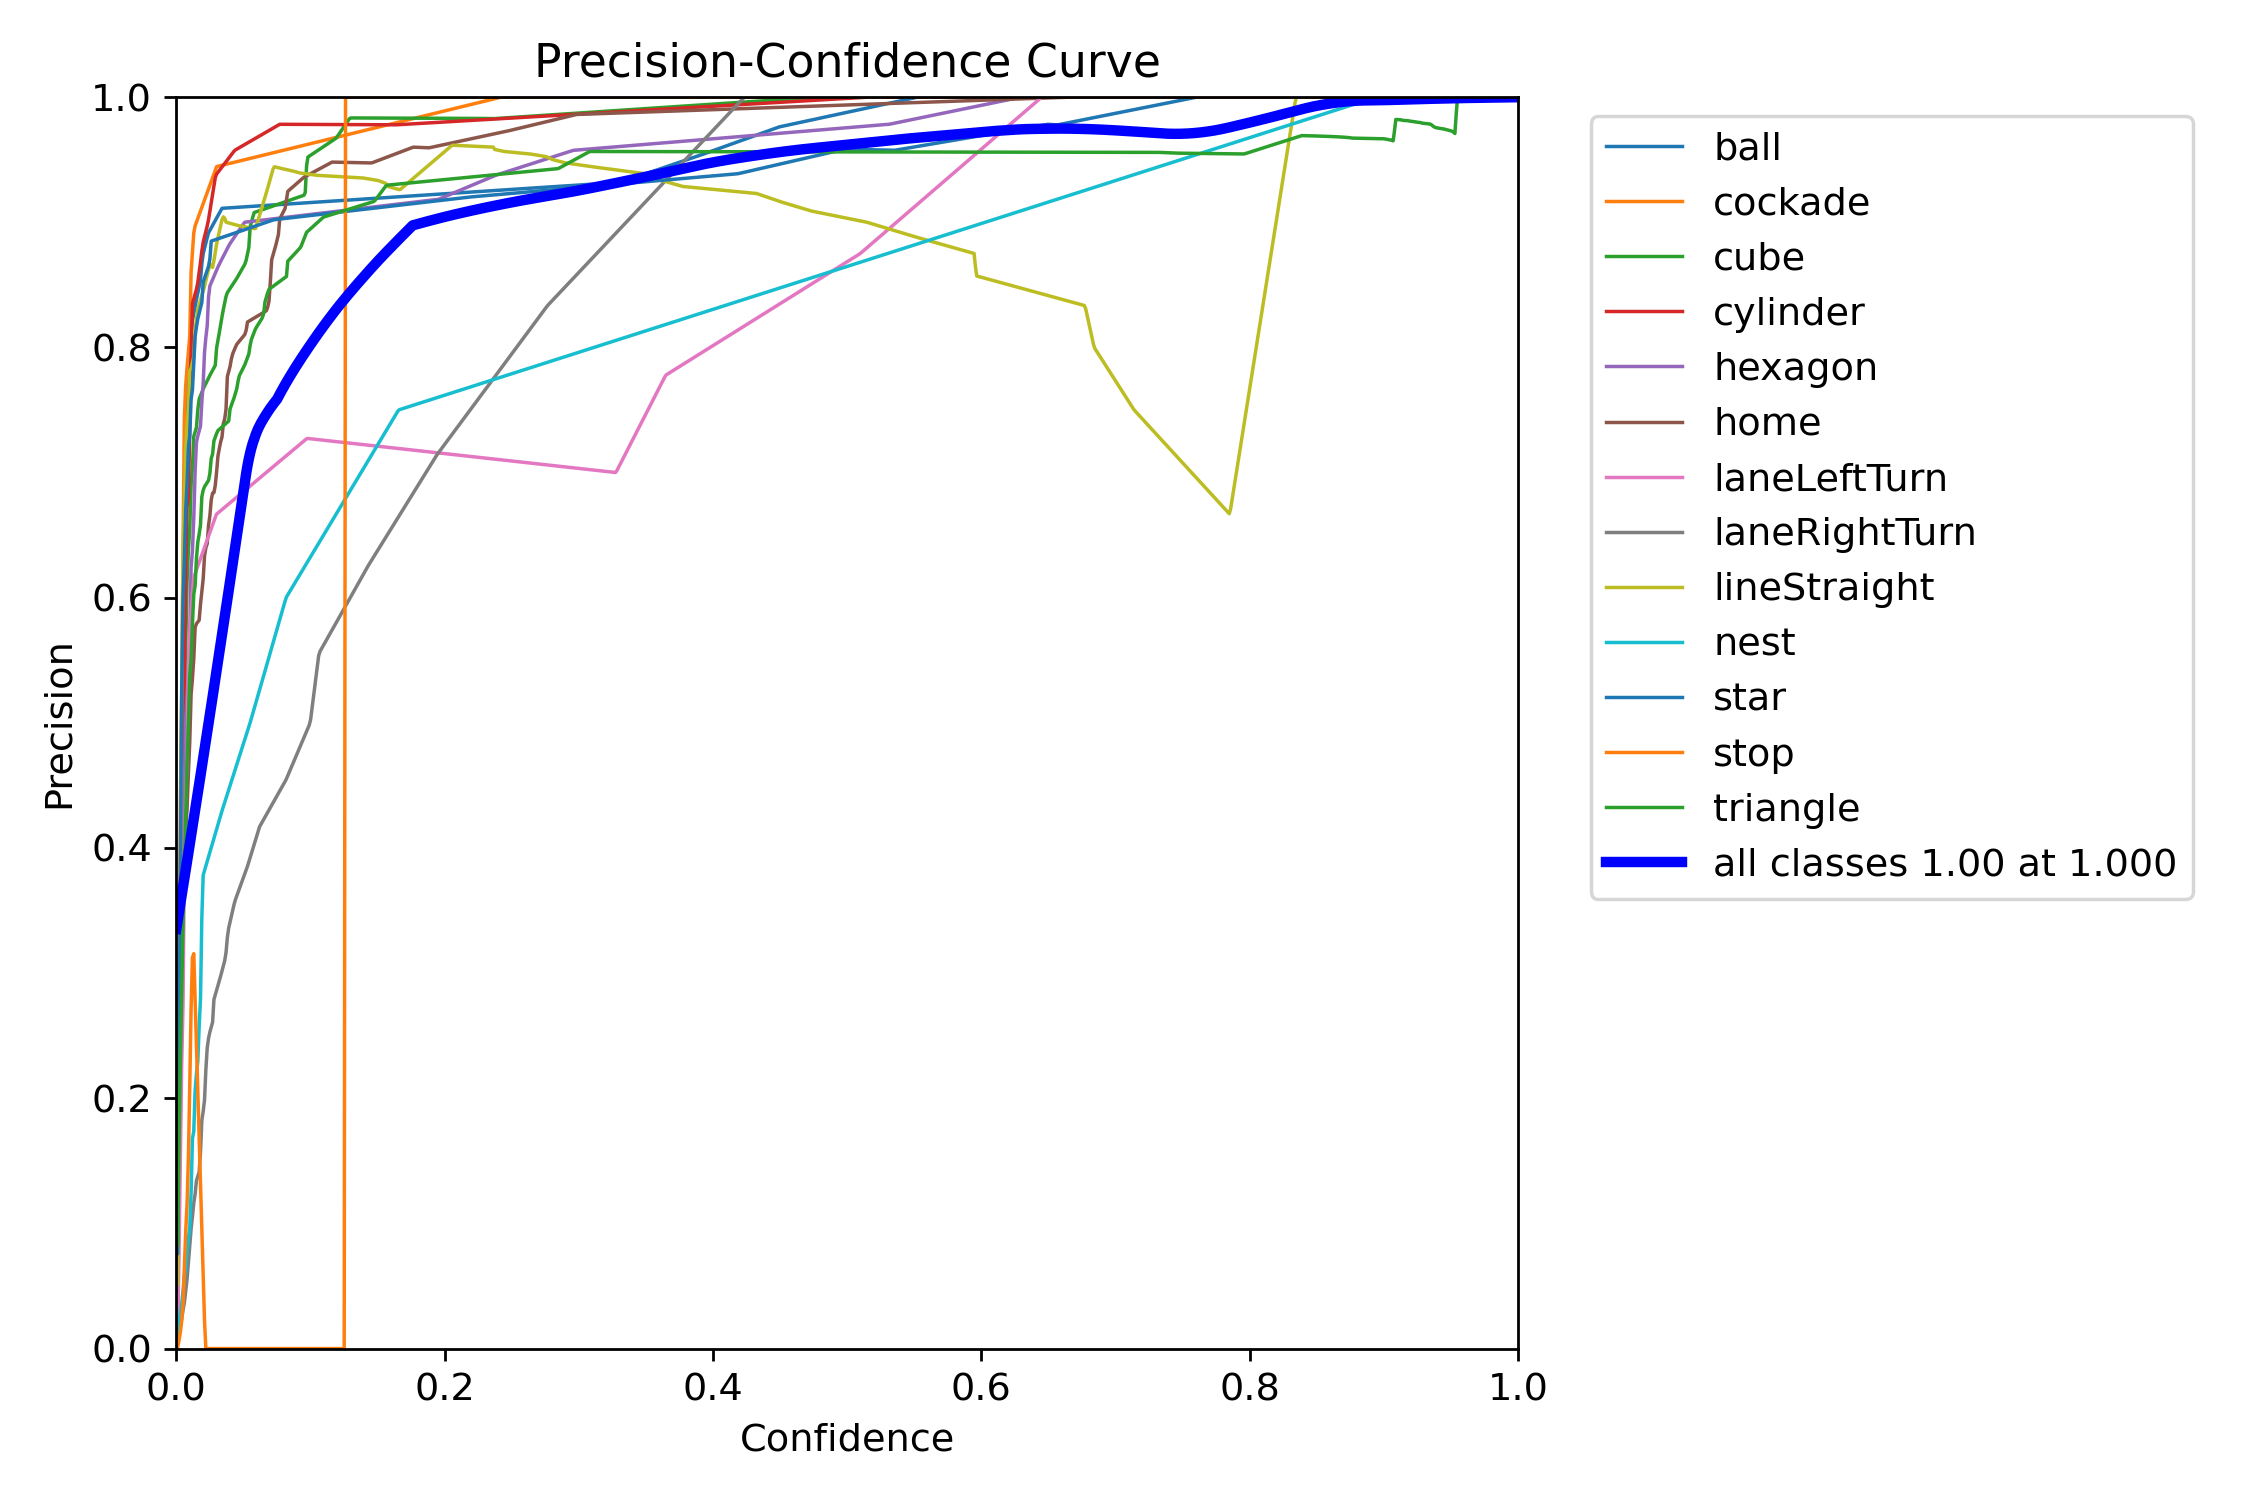 Precision-Confidence Curve
1.0
0.8
0.6
0.4
0.2
0.0
Precision
0.0 0.2 0.4 0.6 0.8 1.0
Confidence
ball
cockade
cube
cylinder
hexagon
home
laneLeftTurn
laneRightTurn
lineStraight
nest
star
stop
triangle
all classes 1.00 at 1.000